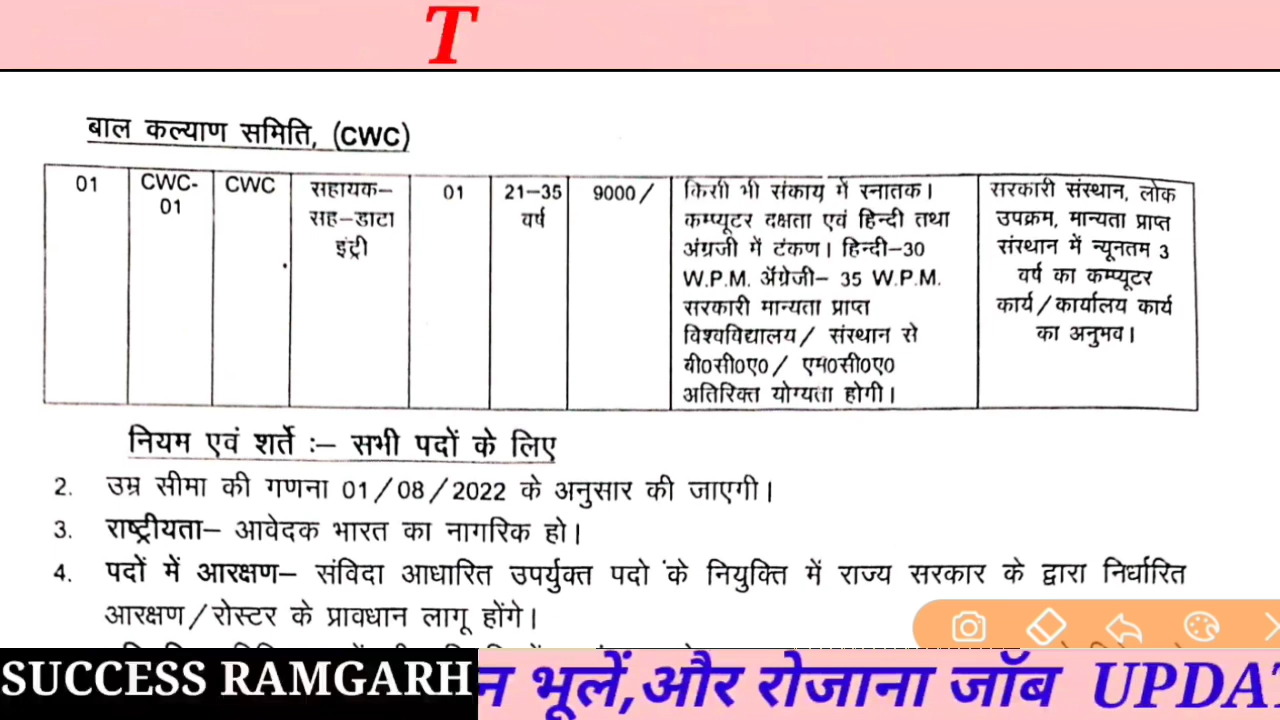 T
बाल कल्याण समिति, (CWC)
01 CWC-01 CWC सहायक–सह–डाटा इंट्री 01 21–35 वर्ष 9000/
किसी भी संकाय में स्नातक।
कम्प्यूटर दक्षता एवं हिन्दी तथा
अंग्रजी में टंकण। हिन्दी–30
W.P.M. अँग्रेजी– 35 W.P.M.
सरकारी मान्यता प्राप्त
विश्वविद्यालय/ संस्थान से
बी0सी0ए0/ एम0सी0ए0
अतिरिक्त योग्यता होगी।
सरकारी संस्थान, लोक
उपक्रम, मान्यता प्राप्त
संस्थान में न्यूनतम 3
वर्ष का कम्प्यूटर
कार्य/कार्यालय कार्य
का अनुभव।
नियम एवं शर्ते :– सभी पदों के लिए
2. उम्र सीमा की गणना 01/08/2022 के अनुसार की जाएगी।
3. राष्ट्रीयता– आवेदक भारत का नागरिक हो।
4. पदों में आरक्षण– संविदा आधारित उपर्युक्त पदो के नियुक्ति में राज्य सरकार के द्वारा निर्धारित
आरक्षण/रोस्टर के प्रावधान लागू होंगे।
SUCCESS RAMGARH
न भूलें,और रोजाना जॉब UPDAT